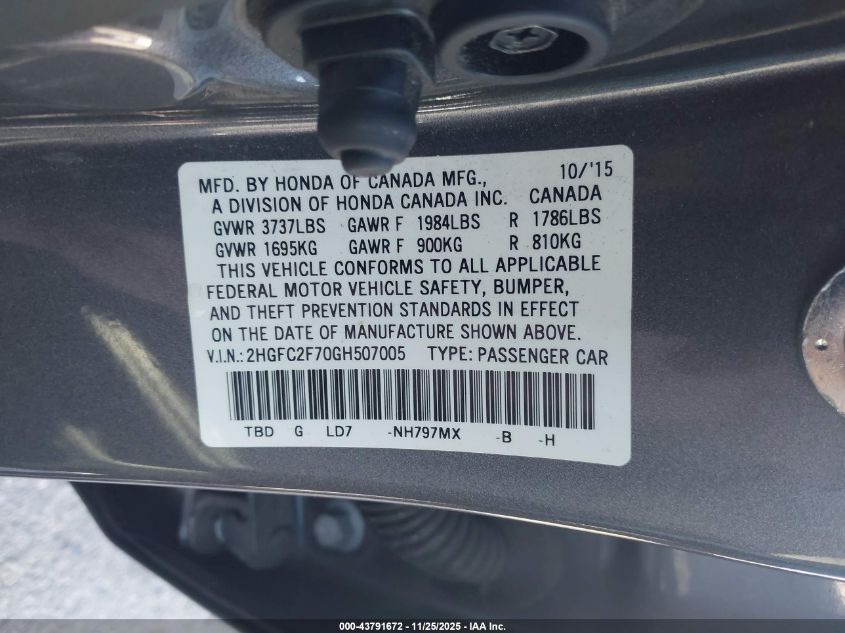 10/'15
MFD. BY HONDA OF CANADA MFG.,
A DIVISION OF HONDA CANADA INC. CANADA
GVWR 3737LBS GAWR F 1984LBS R 1786LBS
GVWR 1695KG GAWR F 900KG R 810KG
THIS VEHICLE CONFORMS TO ALL APPLICABLE
FEDERAL MOTOR VEHICLE SAFETY, BUMPER,
AND THEFT PREVENTION STANDARDS IN EFFECT
ON THE DATE OF MANUFACTURE SHOWN ABOVE.
V.I.N.: 2HGFC2F70GH507005 TYPE: PASSENGER CAR
TBD G LD7 -NH797MX -B -H
000-43791672 - 11/25/2025 - IAA Inc.